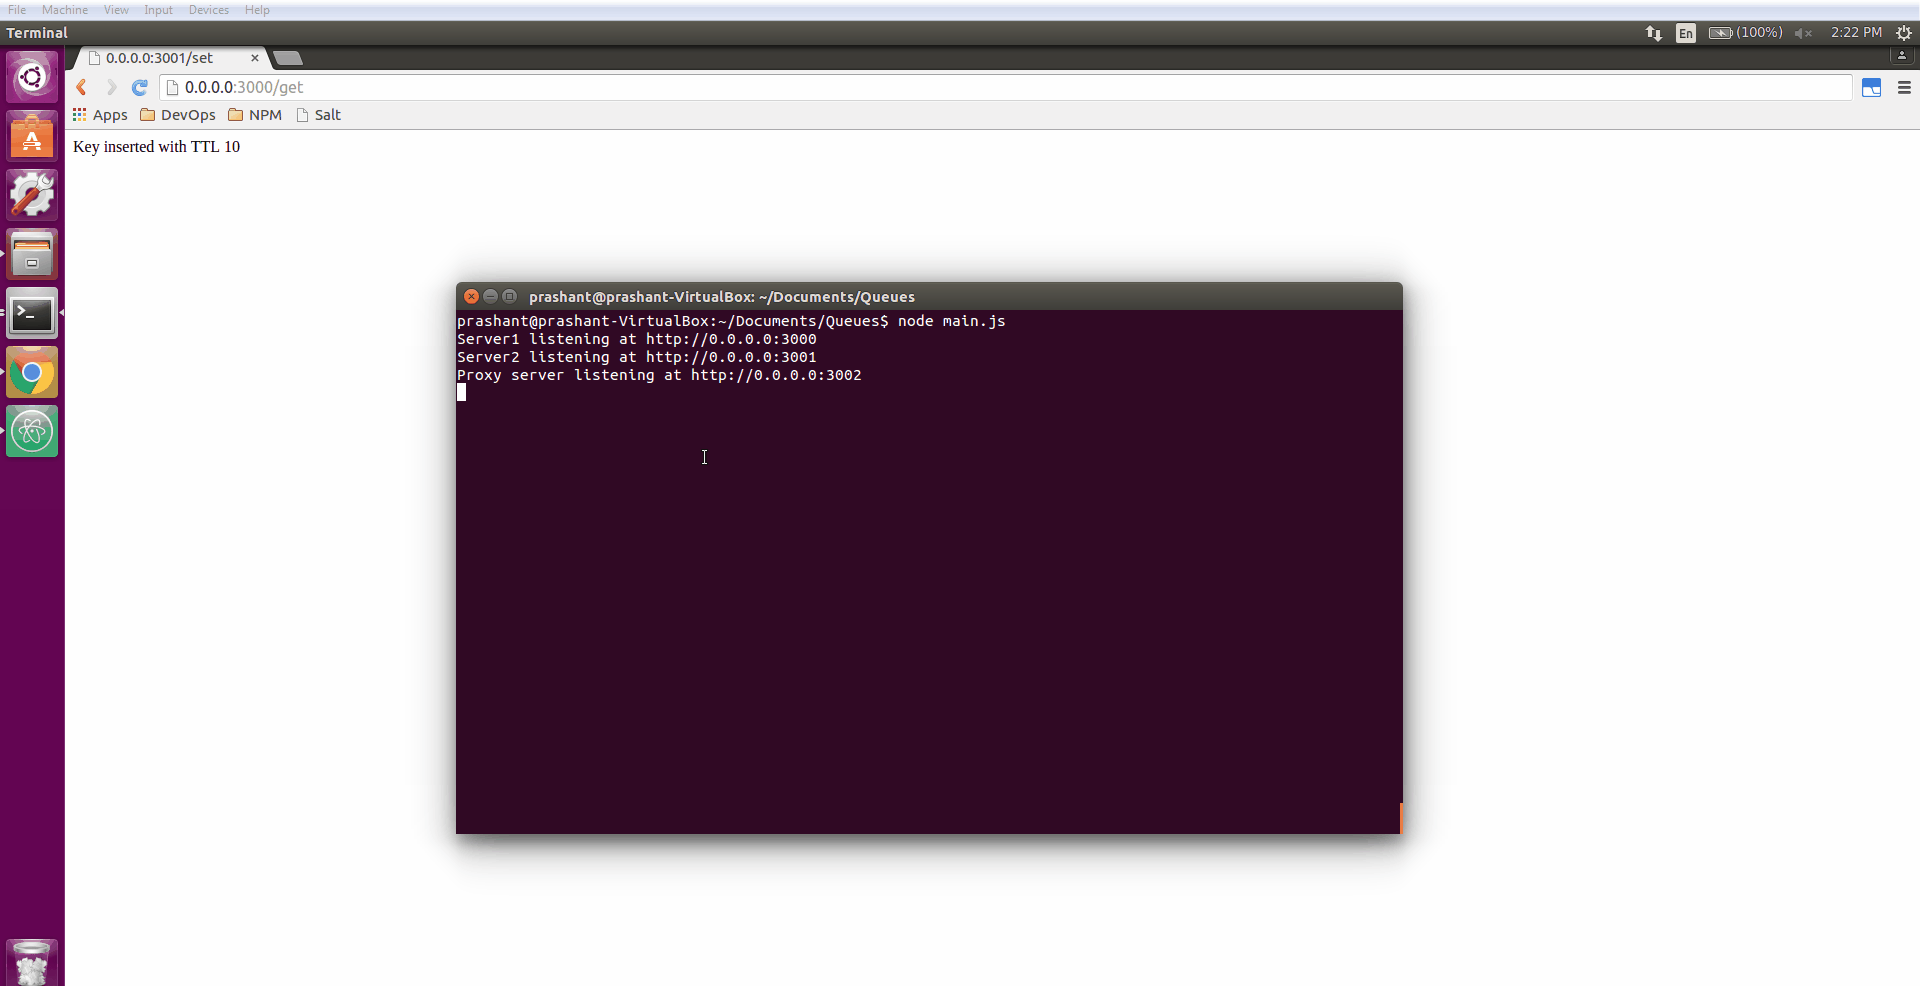 File Machine View Input Devices Help
Terminal
En (100%) 2:22 PM
0.0.0.0:3001/set
0.0.0.0:3000/get
Apps DevOps NPM Salt
Key inserted with TTL 10
prashant@prashant-VirtualBox: ~/Documents/Queues
prashant@prashant-VirtualBox:~/Documents/Queues$ node main.js
Server1 listening at http://0.0.0.0:3000
Server2 listening at http://0.0.0.0:3001
Proxy server listening at http://0.0.0.0:3002